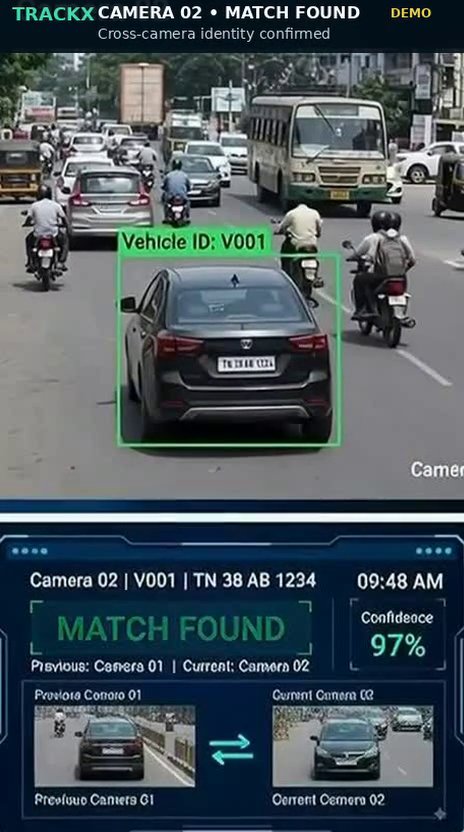 TRACKX CAMERA 02 • MATCH FOUND DEMO
Cross-camera identity confirmed
Vehicle ID: V001
TN 38 AB 1234
Camer
Camera 02 | V001 | TN 38 AB 1234 09:48 AM
MATCH FOUND
Confidence
97%
Previous: Camera 01 | Current: Camera 02
Previous Camera 01 Current Camera 02
Previous Camera 01 Current Camera 02